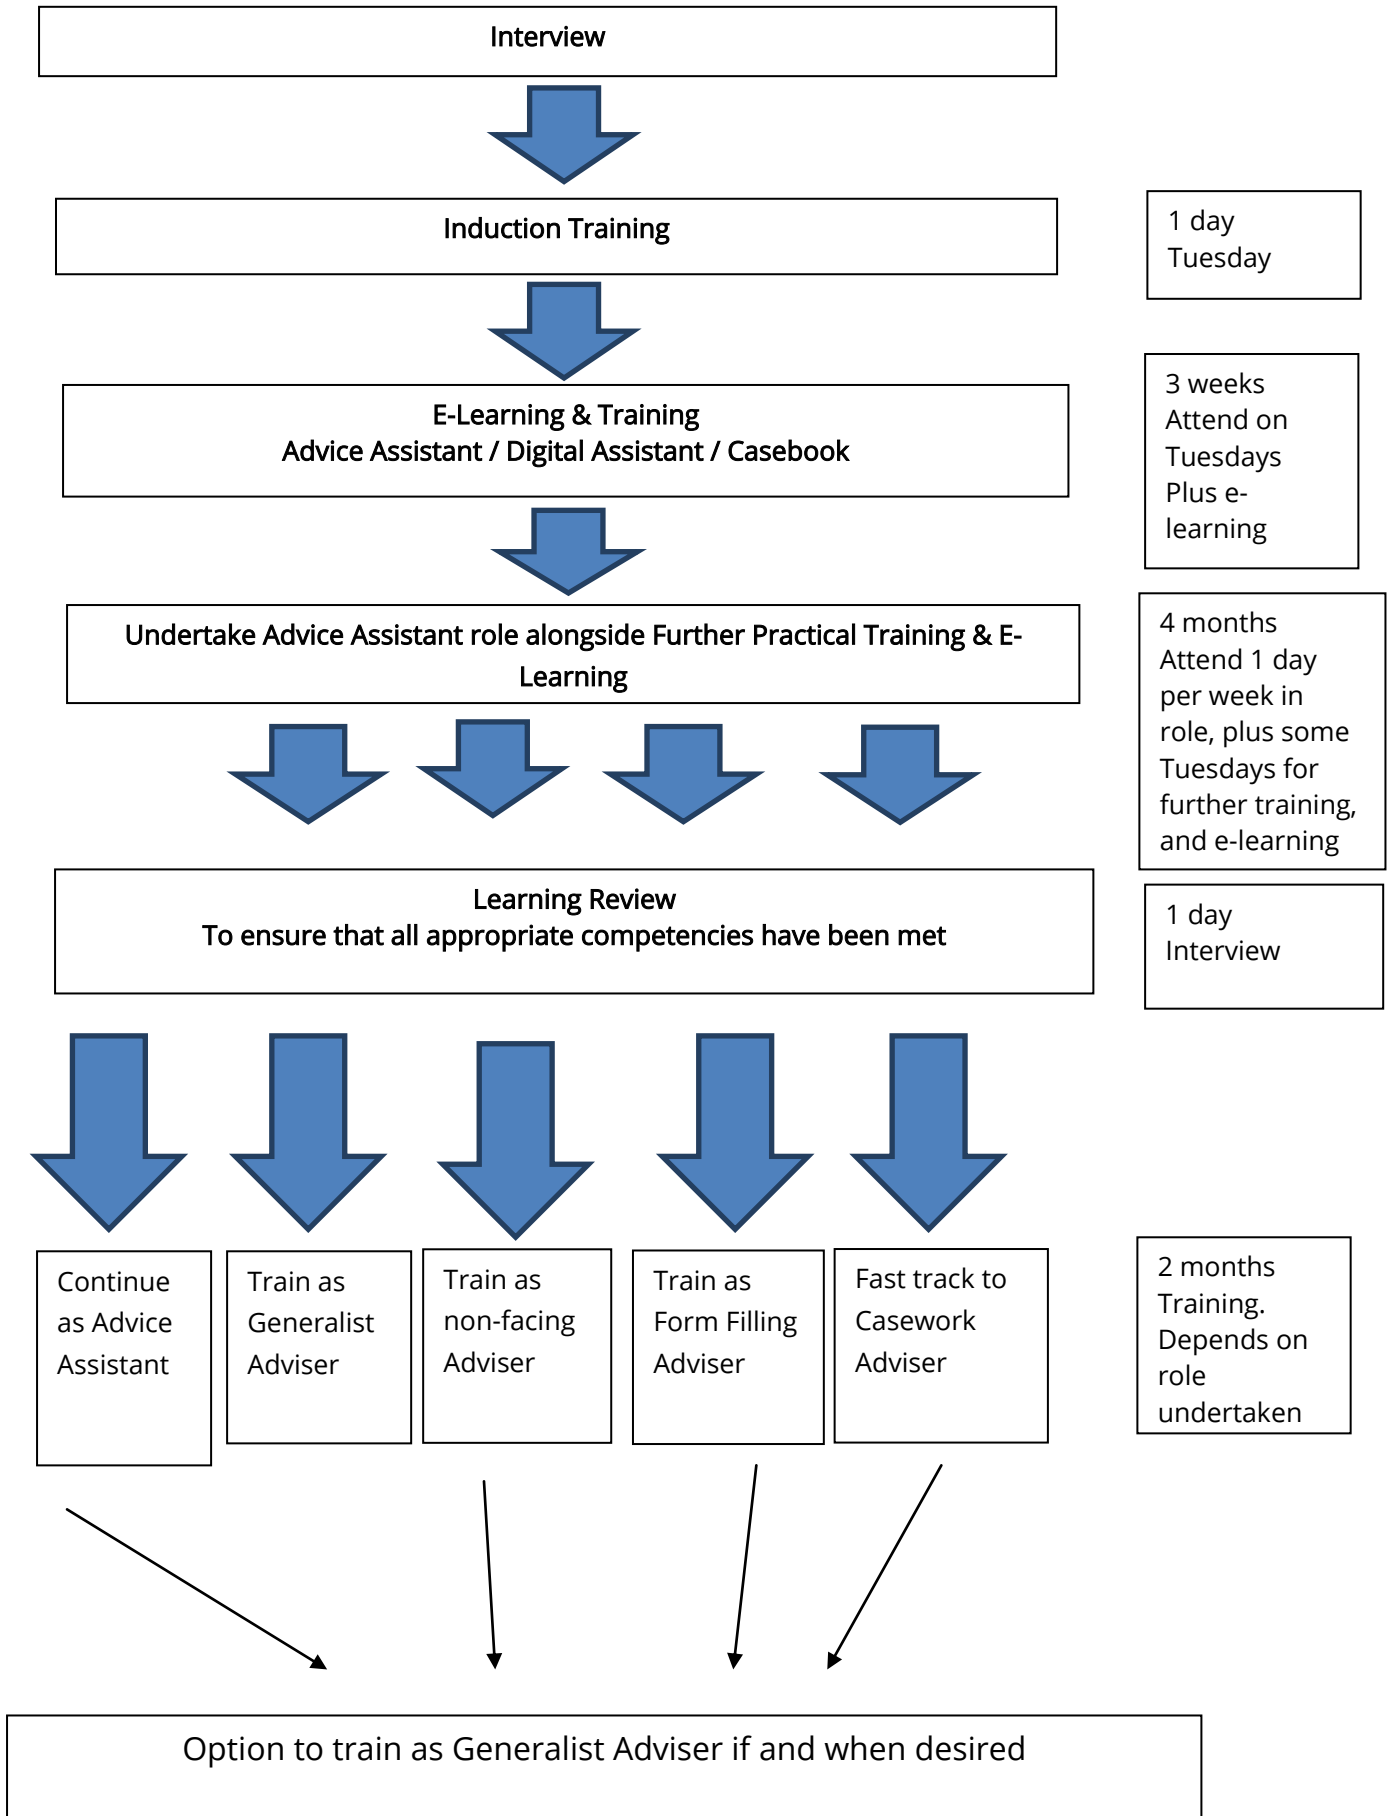 Interview
Induction Training
1 day
Tuesday
E-Learning & Training
Advice Assistant / Digital Assistant / Casebook
3 weeks
Attend on
Tuesdays
Plus e-
learning
Undertake Advice Assistant role alongside Further Practical Training & E-
Learning
4 months
Attend 1 day
per week in
role, plus some
Tuesdays for
further training,
and e-learning
Learning Review
To ensure that all appropriate competencies have been met
1 day
Interview
Continue
as Advice
Assistant
Train as
Generalist
Adviser
Train as
non-facing
Adviser
Train as
Form Filling
Adviser
Fast track to
Casework
Adviser
2 months
Training.
Depends on
role
undertaken
Option to train as Generalist Adviser if and when desired